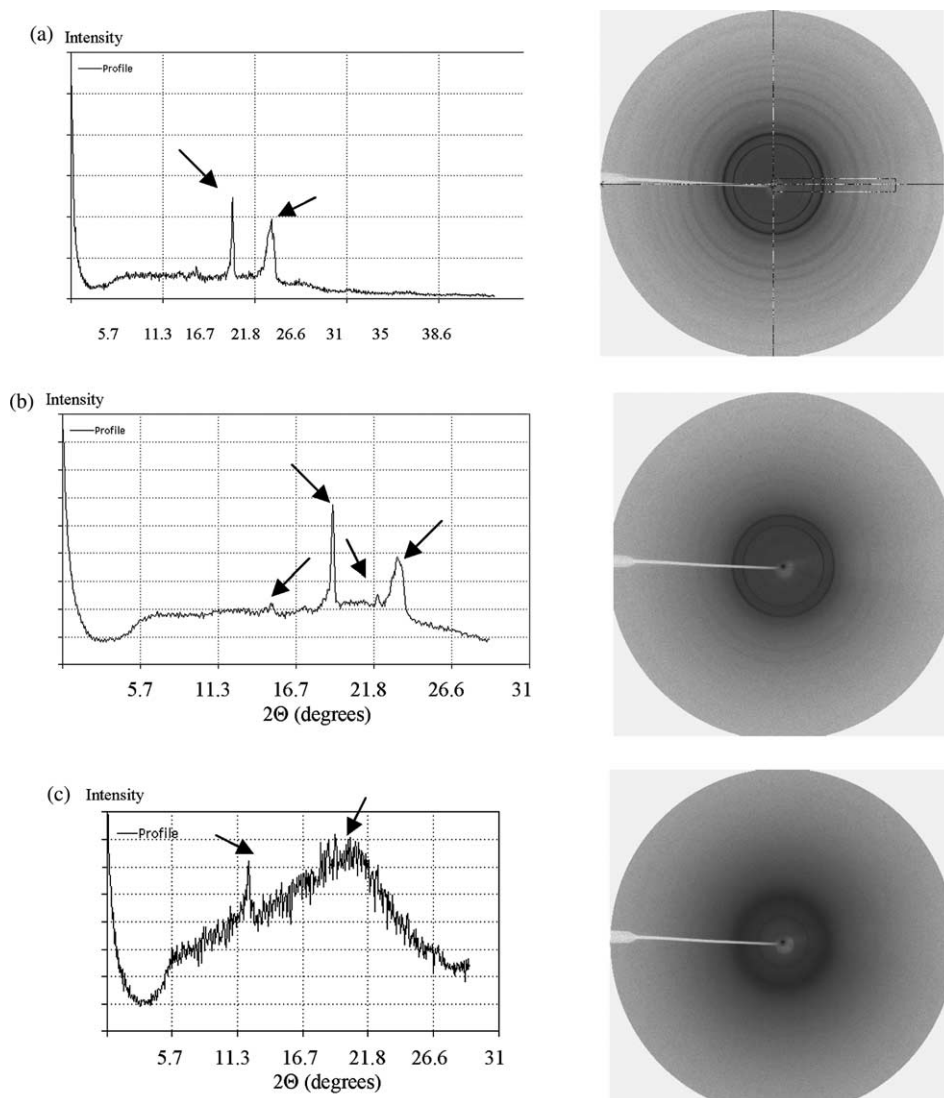 (a) Intensity
Profile
5.7 11.3 16.7 21.8 26.6 31 35 38.6
(b) Intensity
Profile
5.7 11.3 16.7 21.8 26.6 31
2Θ (degrees)
(c) Intensity
Profile
5.7 11.3 16.7 21.8 26.6 31
2Θ (degrees)